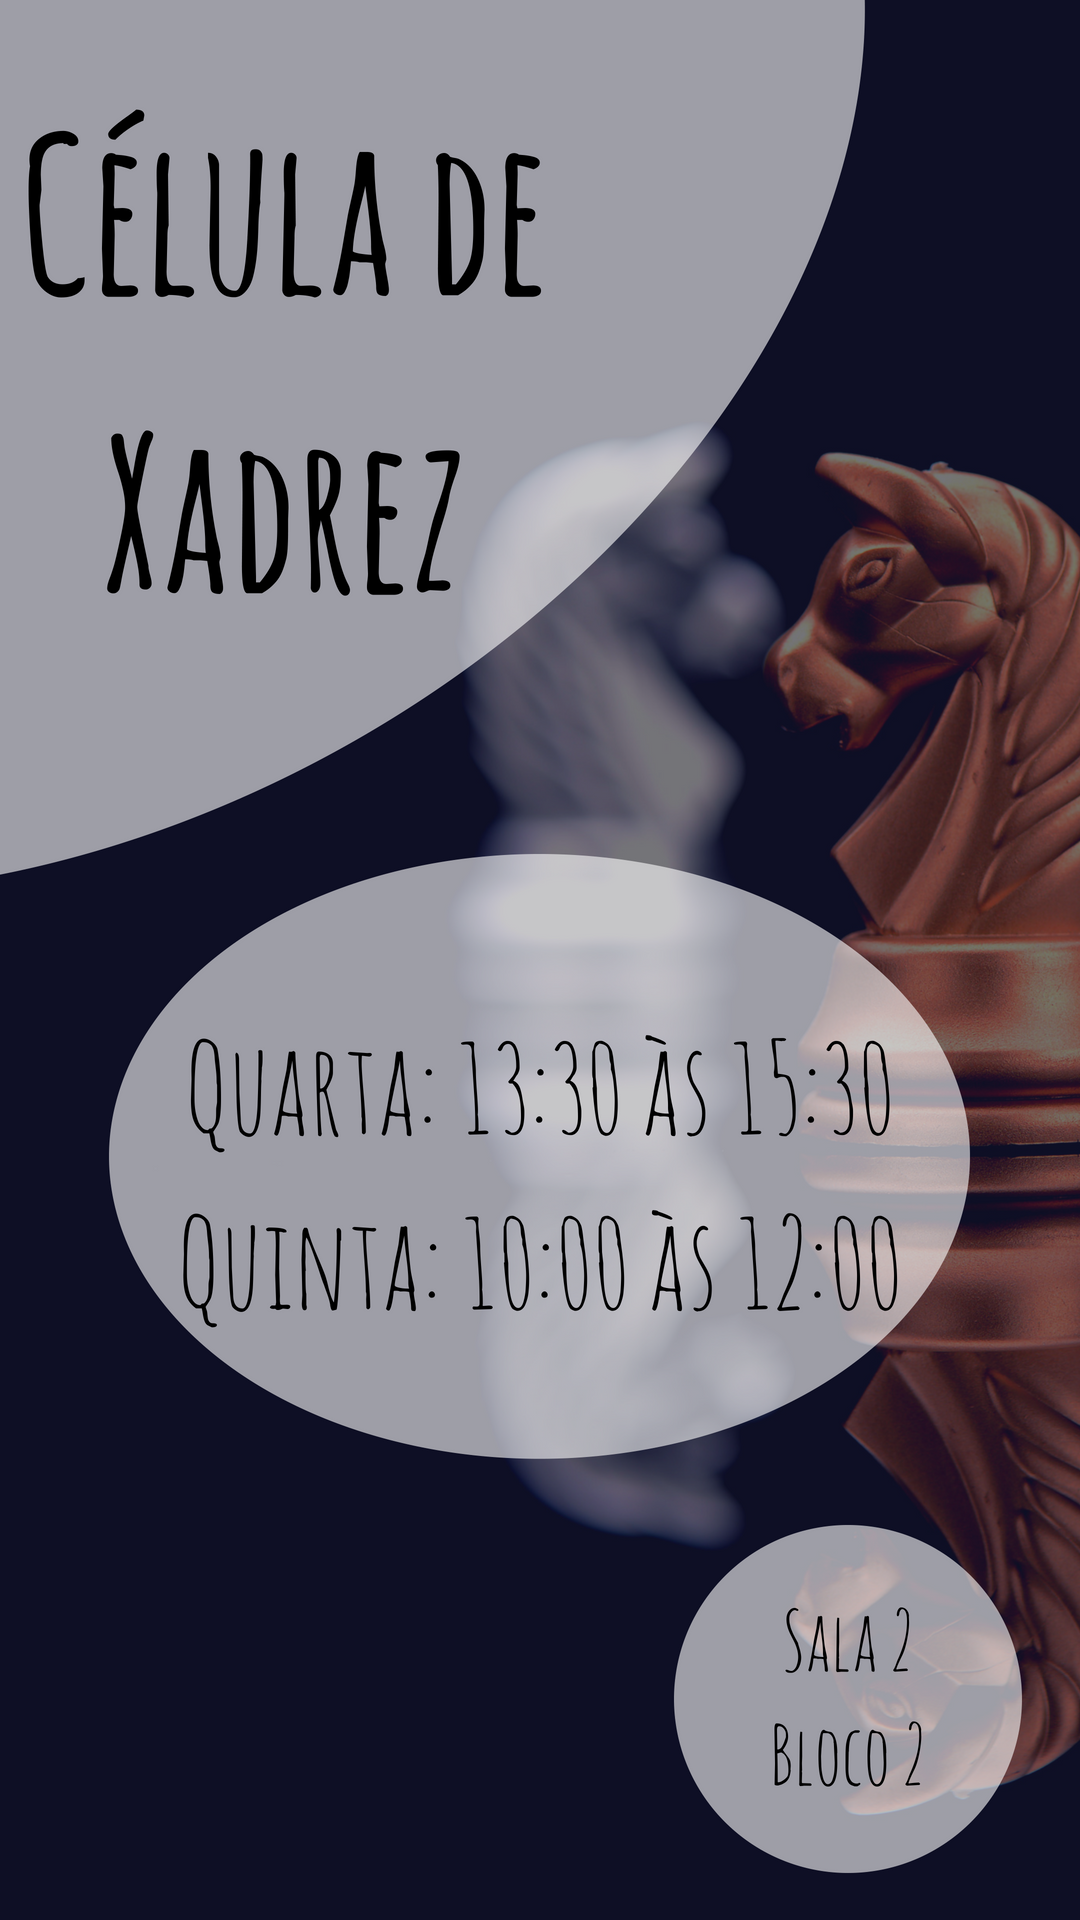 Célula de
Xadrez
Quarta: 13:30 às 15:30
Quinta: 10:00 às 12:00
Sala 2
Bloco 2